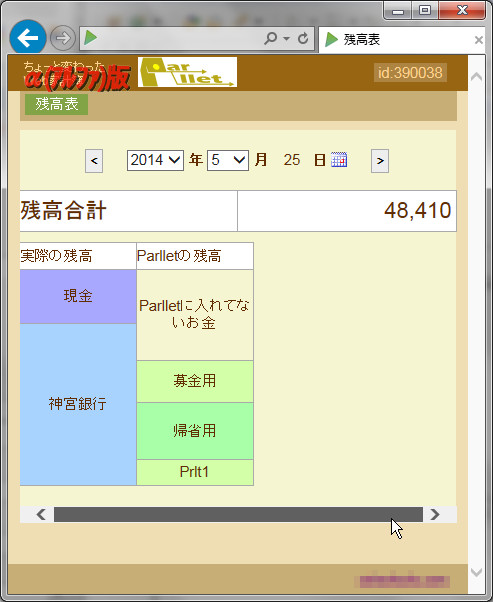 残高表
ちょっと変わった
α(アルファ)版
Parllet
id:390038
残高表
< 2014 年 5 月 25 日 >
残高合計 48,410
実際の残高 Parlletの残高
現金
Parlletに入れてな
いお金
募金用
神宮銀行
帰省用
Prlt1